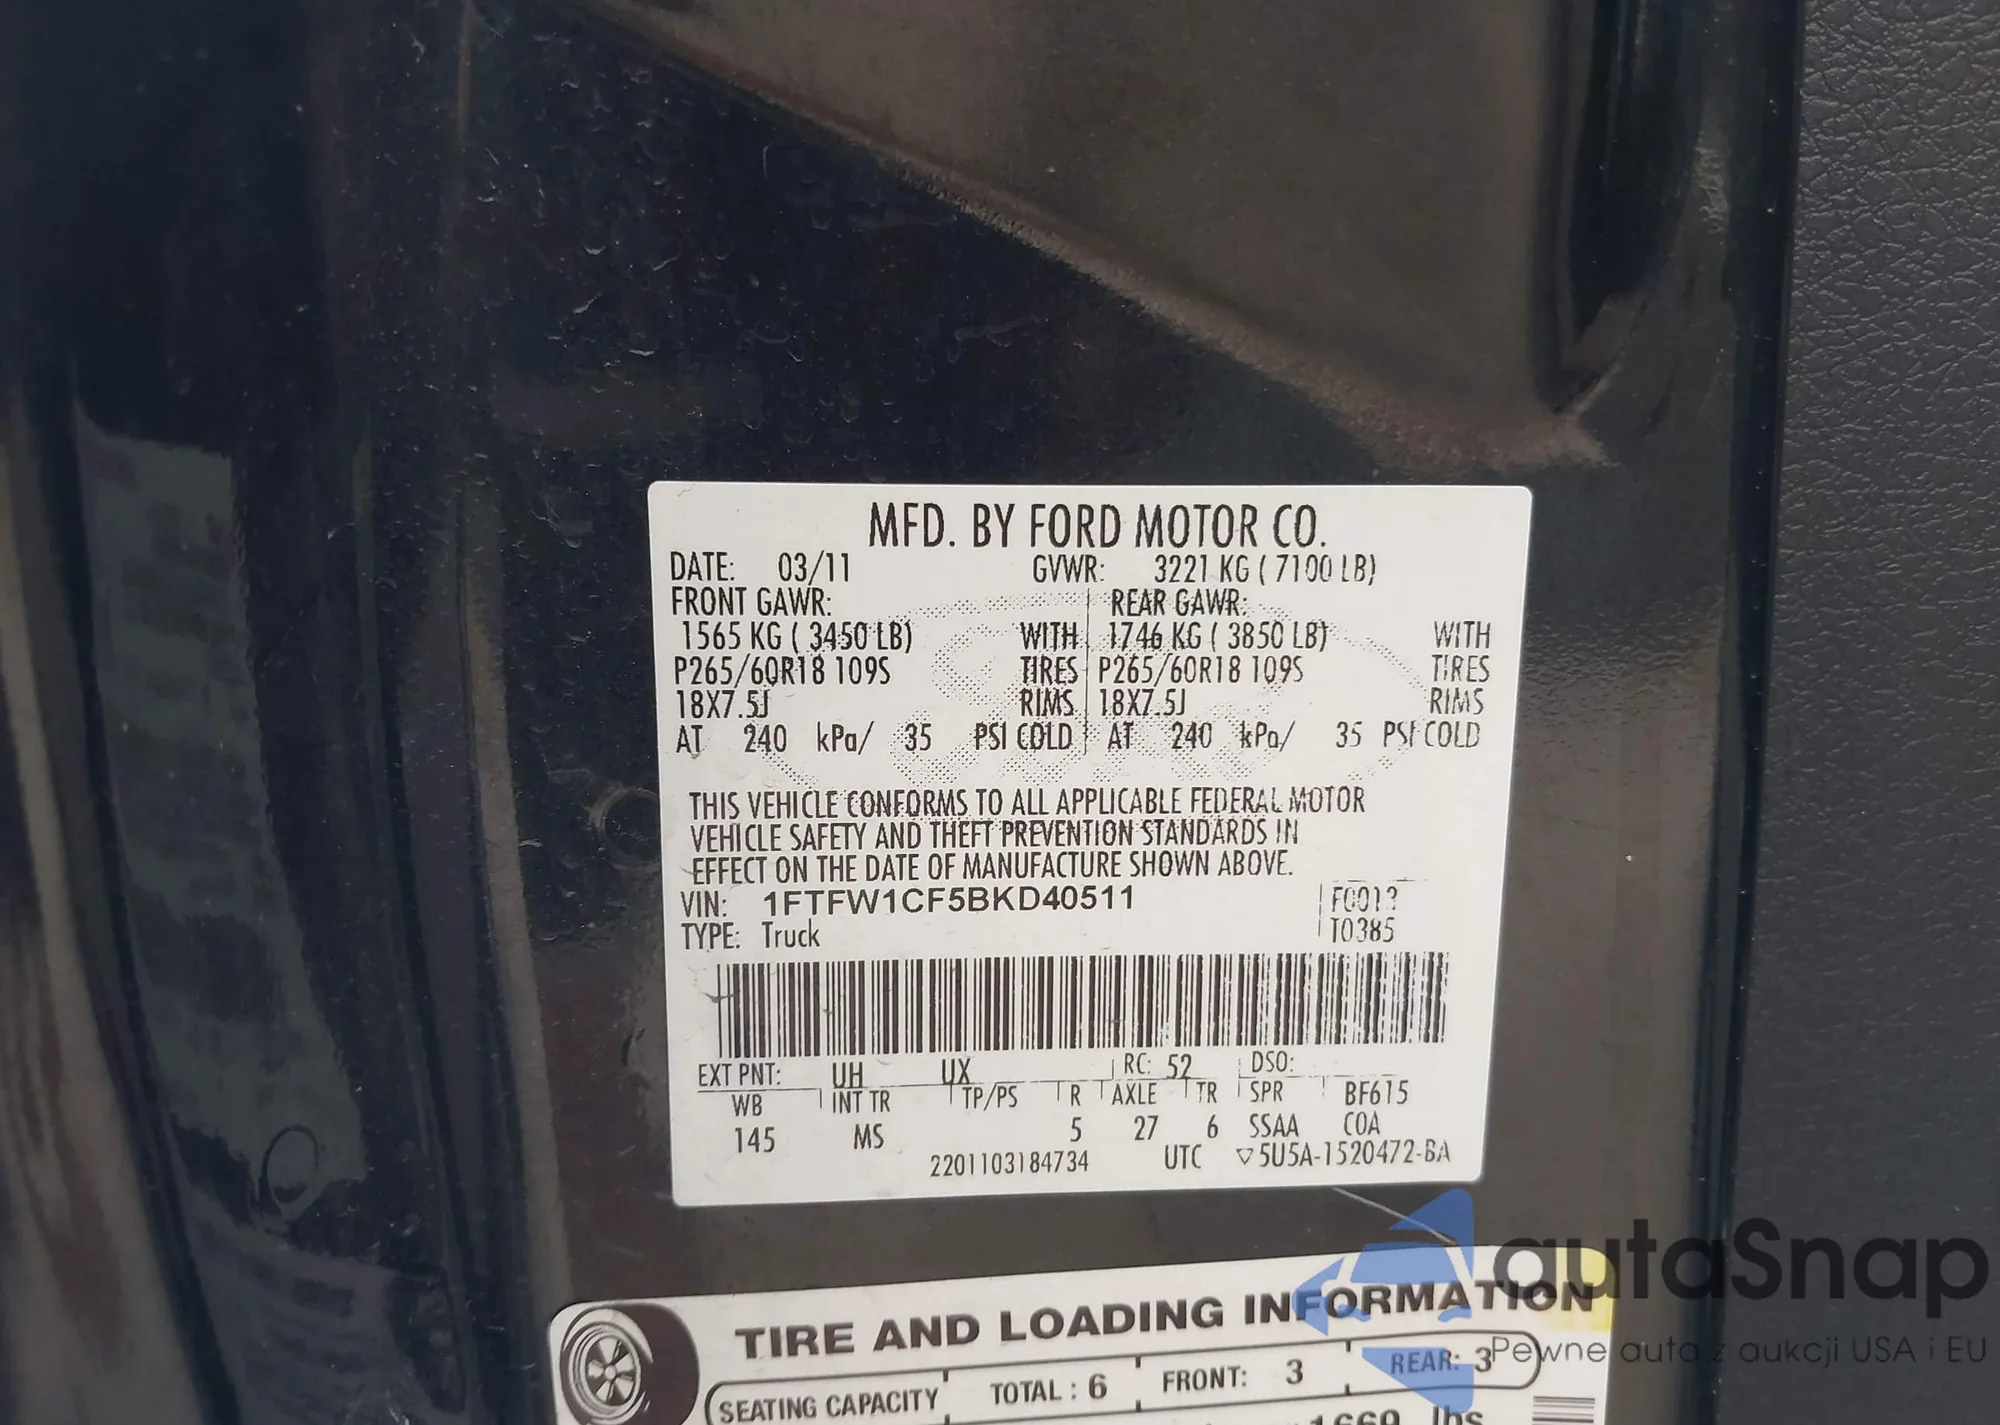 MFD. BY FORD MOTOR CO.
DATE: 03/11 GVWR: 3221 KG ( 7100 LB)
FRONT GAWR: REAR GAWR:
1565 KG ( 3450 LB) WITH 1746 KG ( 3850 LB) WITH
P265/60R18 109S TIRES P265/60R18 109S TIRES
18X7.5J RIMS 18X7.5J RIMS
AT 240 kPa/ 35 PSI COLD AT 240 kPa/ 35 PSI COLD
THIS VEHICLE CONFORMS TO ALL APPLICABLE FEDERAL MOTOR
VEHICLE SAFETY AND THEFT PREVENTION STANDARDS IN
EFFECT ON THE DATE OF MANUFACTURE SHOWN ABOVE.
VIN: 1FTFW1CF5BKD40511
TYPE: Truck T0385
EXT PNT: UH UX RC: 52 DSO:
WB INT TR TP/PS R AXLE TR SPR BF615
145 MS 5 27 6 SSAA COA
2201103184734 UTC ▽5U5A-1520472-BA
TIRE AND LOADING INFORMATION
SEATING CAPACITY TOTAL : 6 FRONT: 3 REAR: 3
lbs
autaSnap
Pewne auta z aukcji USA i EU